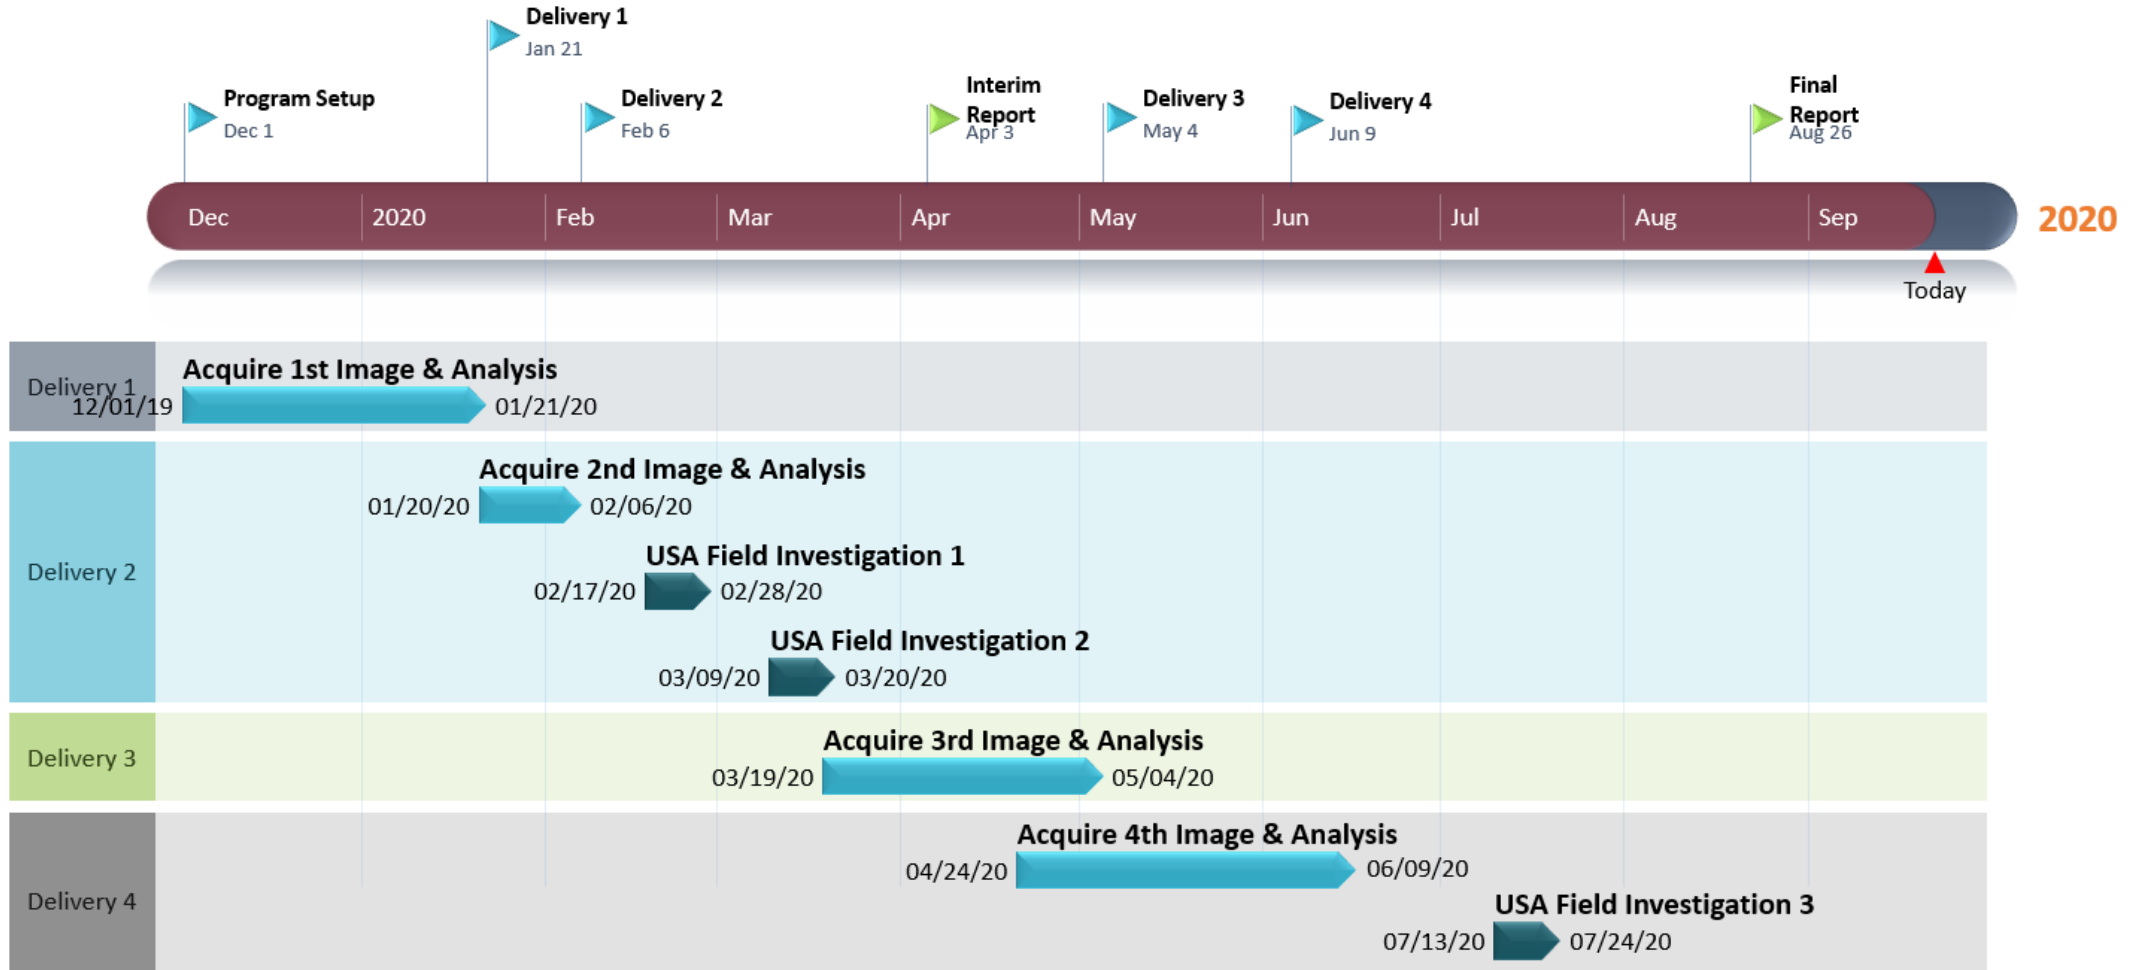 Delivery 1
Jan 21
Program Setup
Dec 1
Delivery 2
Feb 6
Interim
Report
Apr 3
Delivery 3
May 4
Delivery 4
Jun 9
Final
Report
Aug 26
Dec 2020 Feb Mar Apr May Jun Jul Aug Sep 2020
Today
Delivery 1
Acquire 1st Image & Analysis
12/01/19 01/21/20
Delivery 2
Acquire 2nd Image & Analysis
01/20/20 02/06/20
USA Field Investigation 1
02/17/20 02/28/20
USA Field Investigation 2
03/09/20 03/20/20
Delivery 3
Acquire 3rd Image & Analysis
03/19/20 05/04/20
Delivery 4
Acquire 4th Image & Analysis
04/24/20 06/09/20
USA Field Investigation 3
07/13/20 07/24/20